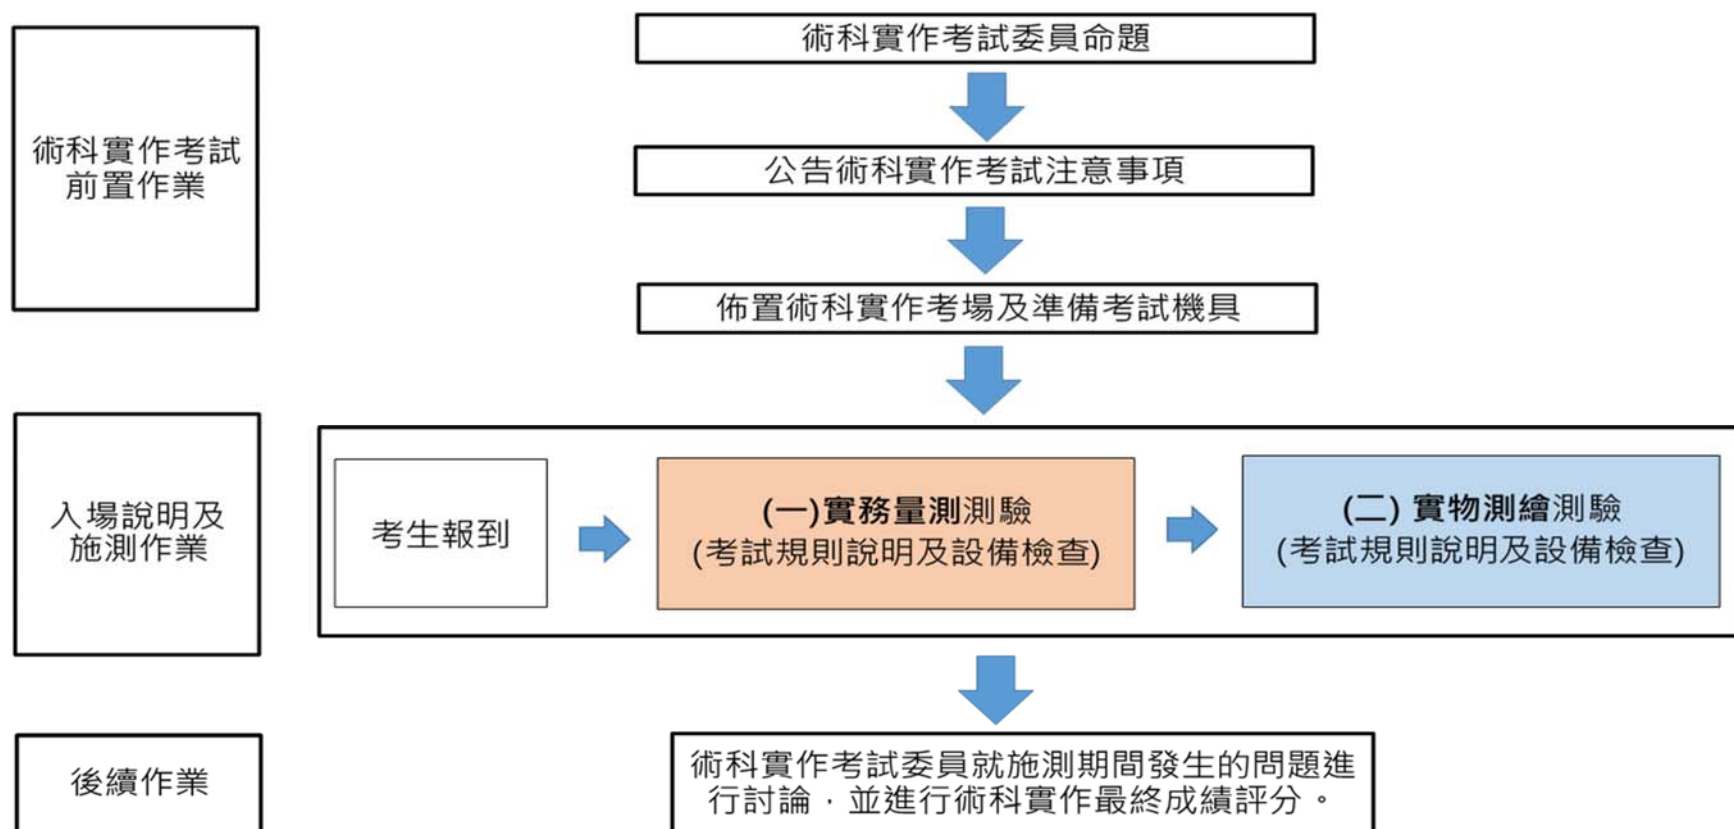 術科實作考試
前置作業
術科實作考試委員命題
公告術科實作考試注意事項
佈置術科實作考場及準備考試機具
入場說明及
施測作業
考生報到
(一)實務量測測驗
(考試規則說明及設備檢查)
(二) 實物測繪測驗
(考試規則說明及設備檢查)
後續作業
術科實作考試委員就施測期間發生的問題進
行討論，並進行術科實作最終成績評分。